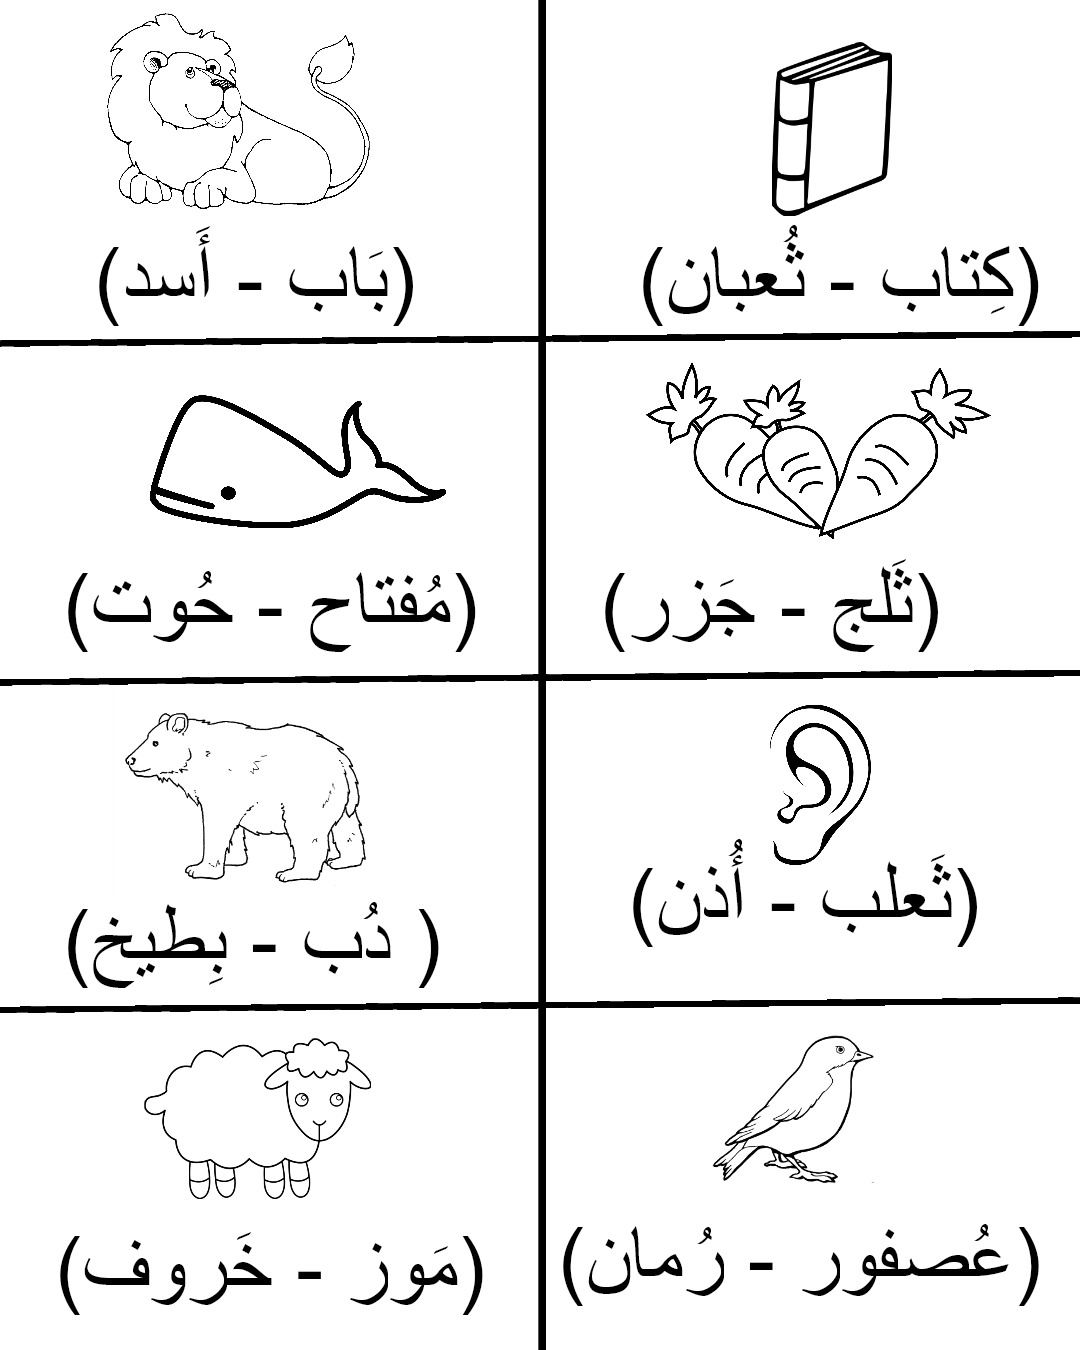 (كِتاب - ثُعبان)
(بَاب - أَسد)
(ثَلج - جَزر)
(مُفتاح - حُوت)
(ثَعلب - أُذن)
( دُب - بِطيخ)
(عُصفور - رُمان)
(مَوز - خَروف)